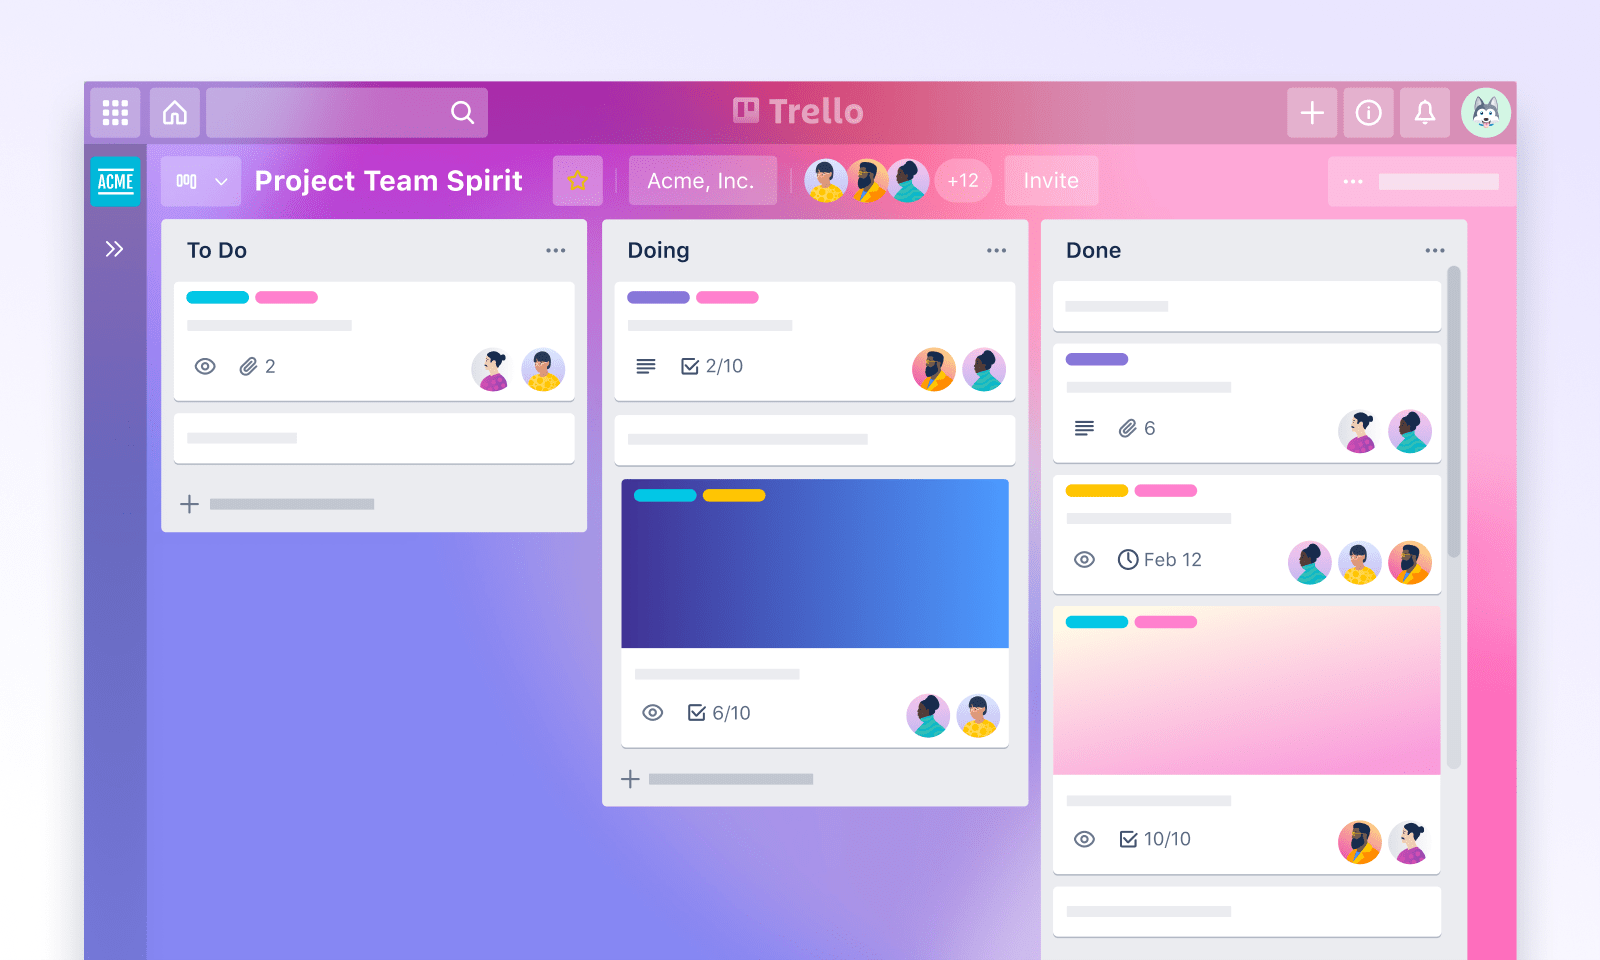 Trello
ACME
Project Team Spirit
Acme, Inc.
+12
Invite
To Do
2
Doing
2/10
6/10
Done
6
Feb 12
10/10